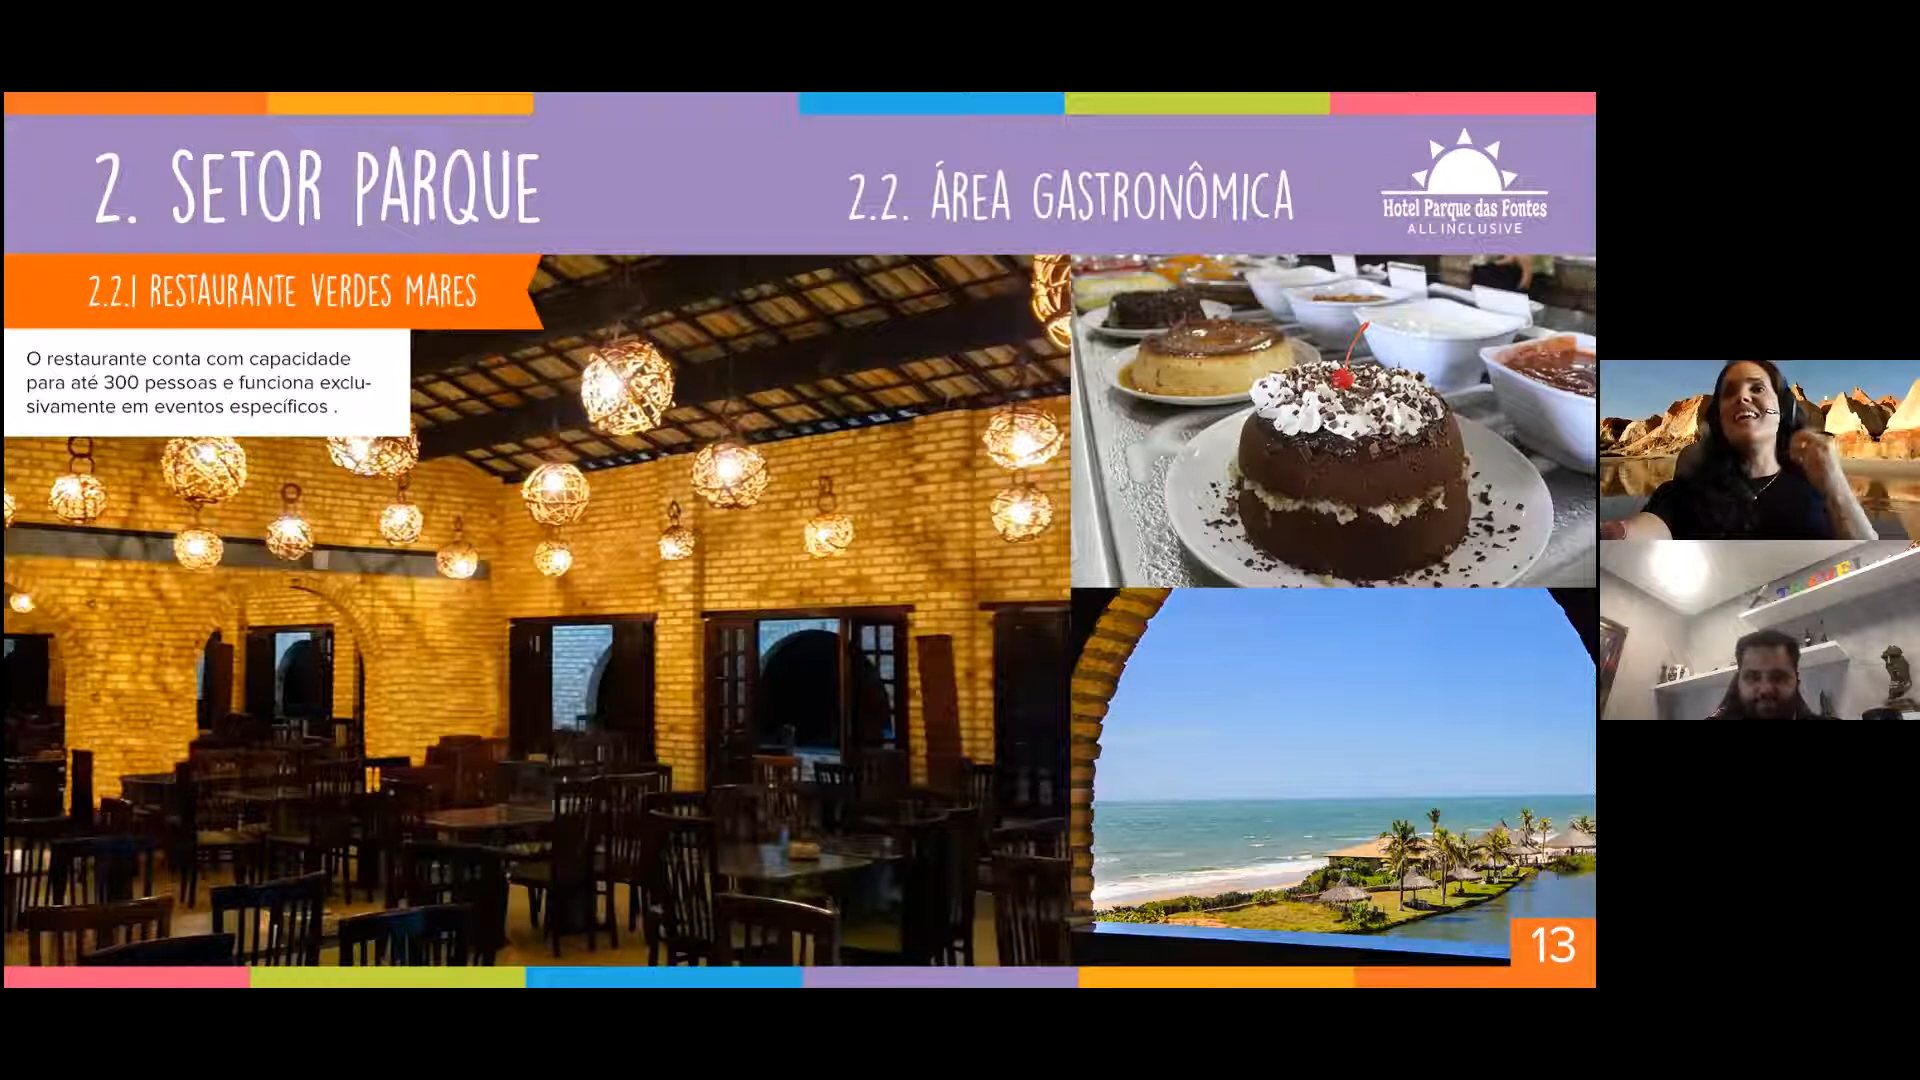 2. SETOR PARQUE
2.2. ÁREA GASTRONÔMICA
Hotel Parque das Fontes
ALL INCLUSIVE
2.2.1 RESTAURANTE VERDES MARES
O restaurante conta com capacidade
para até 300 pessoas e funciona exclu-
sivamente em eventos específicos .
TRAVEL
13